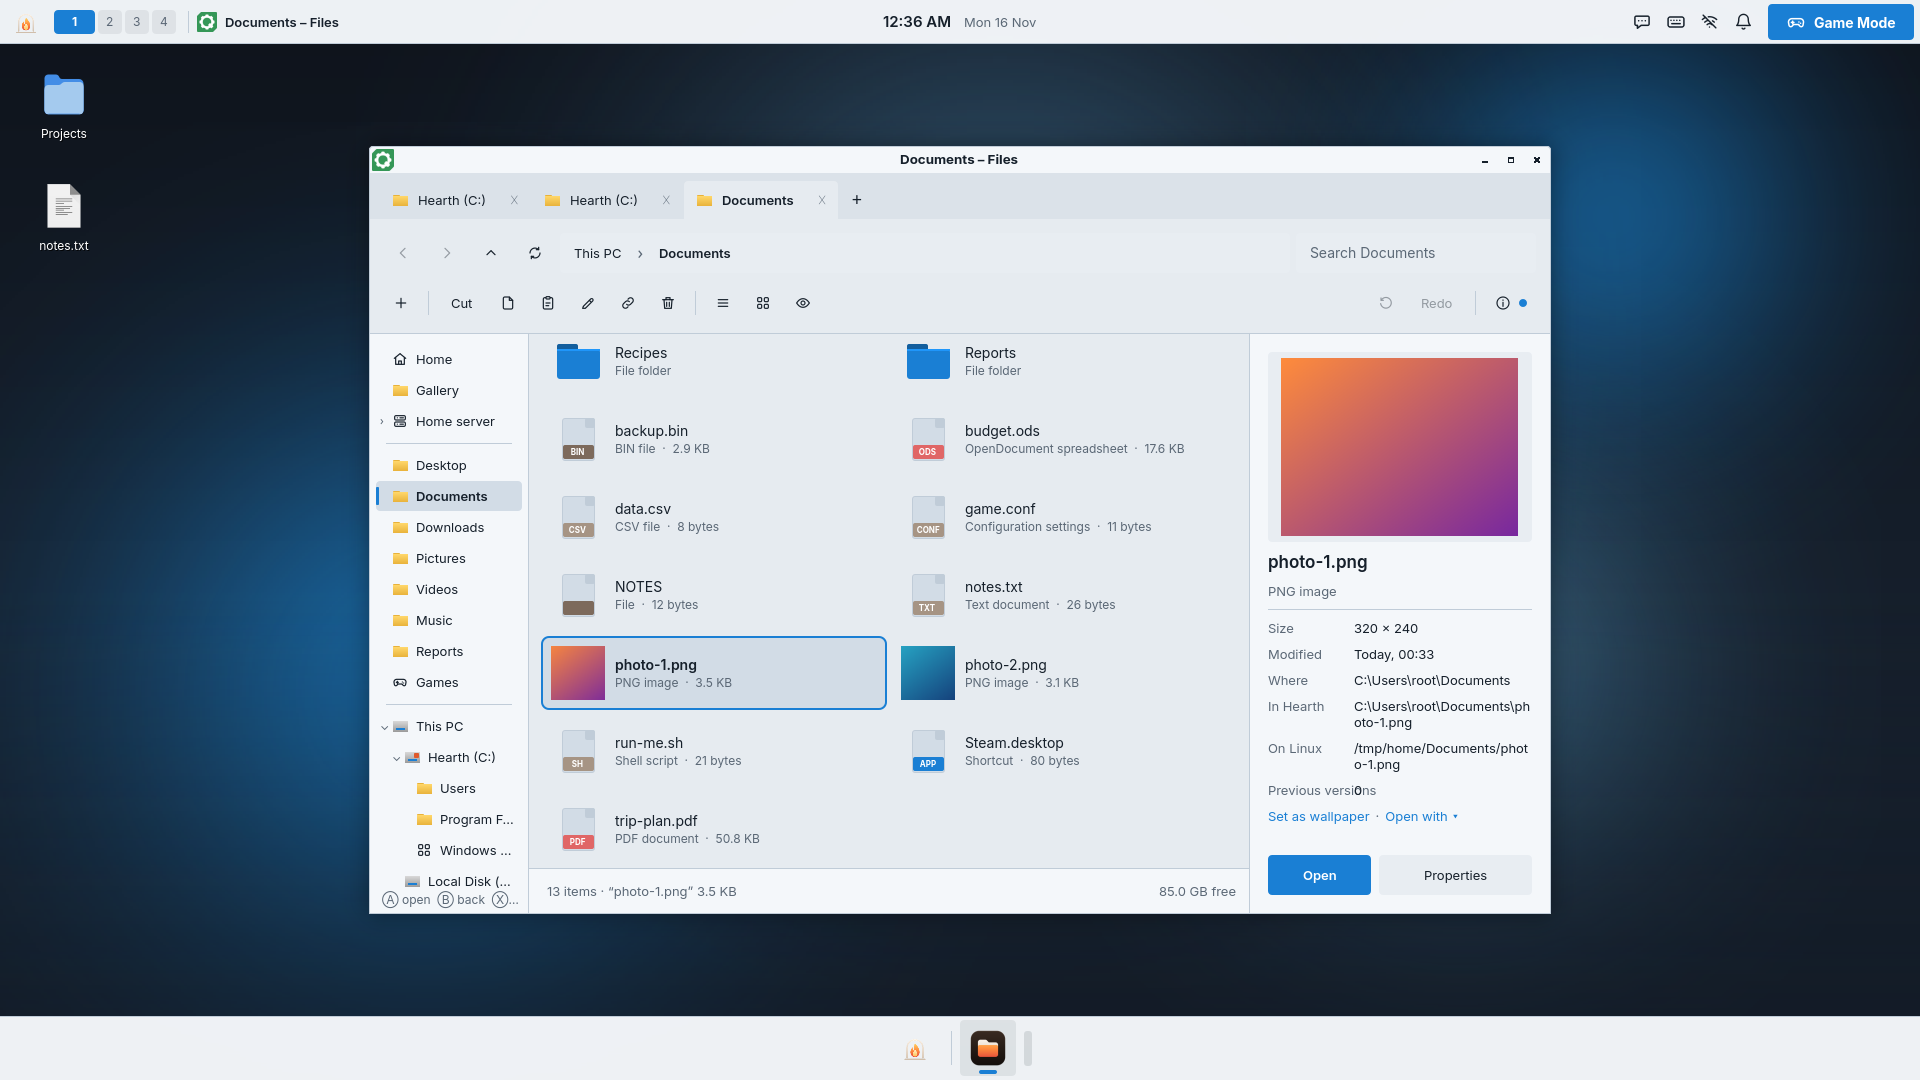 1 2 3 4 Documents – Files 12:36 AM Mon 16 Nov Game Mode
Projects
notes.txt
Documents – Files
Hearth (C:) X Hearth (C:) X Documents X +
This PC › Documents Search Documents
Cut Redo
Home
Gallery
Home server
Desktop
Documents
Downloads
Pictures
Videos
Music
Reports
Games
This PC
Hearth (C:)
Users
Program F...
Windows ...
Local Disk (...
A open B back X...
Recipes
File folder
Reports
File folder
BIN
backup.bin
BIN file · 2.9 KB
ODS
budget.ods
OpenDocument spreadsheet · 17.6 KB
CSV
data.csv
CSV file · 8 bytes
CONF
game.conf
Configuration settings · 11 bytes
NOTES
File · 12 bytes
TXT
notes.txt
Text document · 26 bytes
photo-1.png
PNG image · 3.5 KB
photo-2.png
PNG image · 3.1 KB
SH
run-me.sh
Shell script · 21 bytes
APP
Steam.desktop
Shortcut · 80 bytes
PDF
trip-plan.pdf
PDF document · 50.8 KB
13 items · “photo-1.png” 3.5 KB 85.0 GB free
photo-1.png
PNG image
Size 320 × 240
Modified Today, 00:33
Where C:\Users\root\Documents
In Hearth C:\Users\root\Documents\ph
oto-1.png
On Linux /tmp/home/Documents/phot
o-1.png
Previous versions 0
Set as wallpaper · Open with
Open Properties